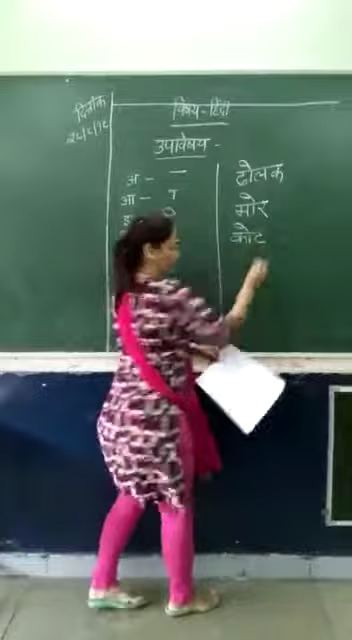 दिनांक
विषय-हिंदी
उपविषय -
अ - —
आ - ा
ढोलक
मोर
कोट